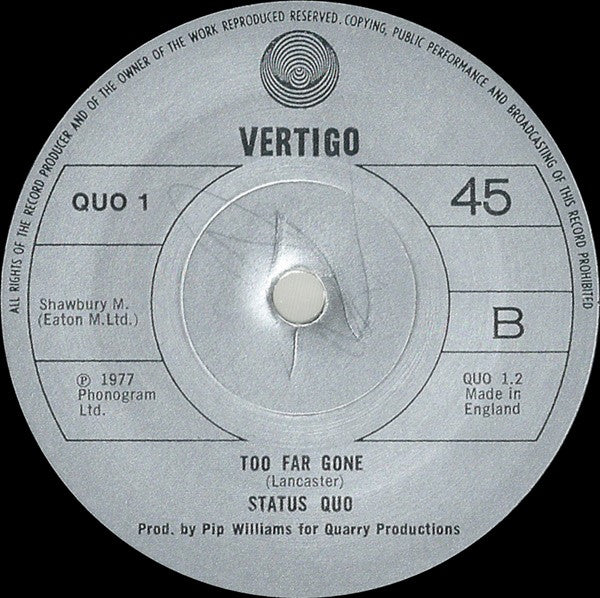 ALL RIGHTS OF THE RECORD PRODUCER AND OF THE OWNER OF THE WORK REPRODUCED RESERVED. COPYING, PUBLIC PERFORMANCE AND BROADCASTING OF THIS RECORD PROHIBITED
VERTIGO
QUO 1
45
Shawbury M.
(Eaton M.Ltd.)
B
℗ 1977
Phonogram
Ltd.
QUO 1.2
Made in
England
TOO FAR GONE
(Lancaster)
STATUS QUO
Prod. by Pip Williams for Quarry Productions